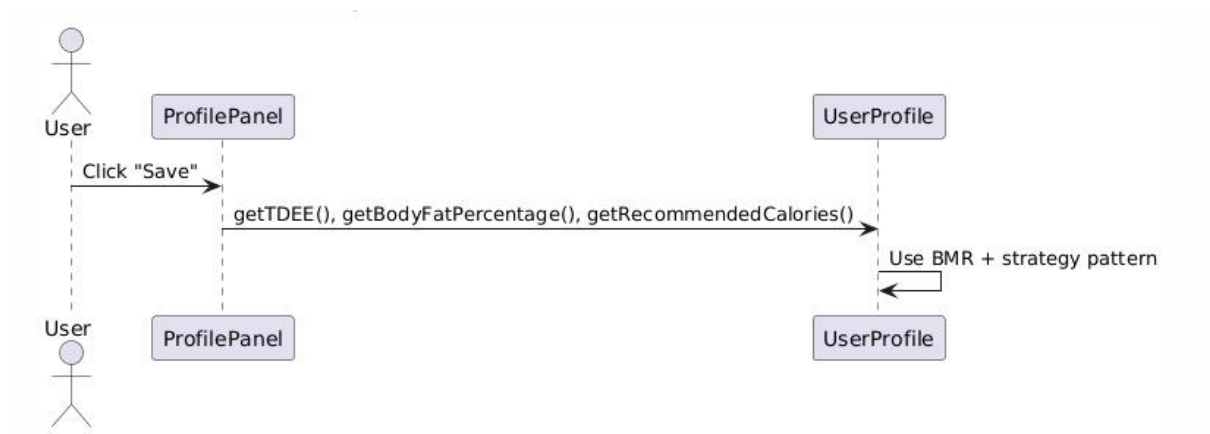 User
ProfilePanel
UserProfile
Click "Save"
getTDEE(), getBodyFatPercentage(), getRecommendedCalories()
Use BMR + strategy pattern
User
ProfilePanel
UserProfile